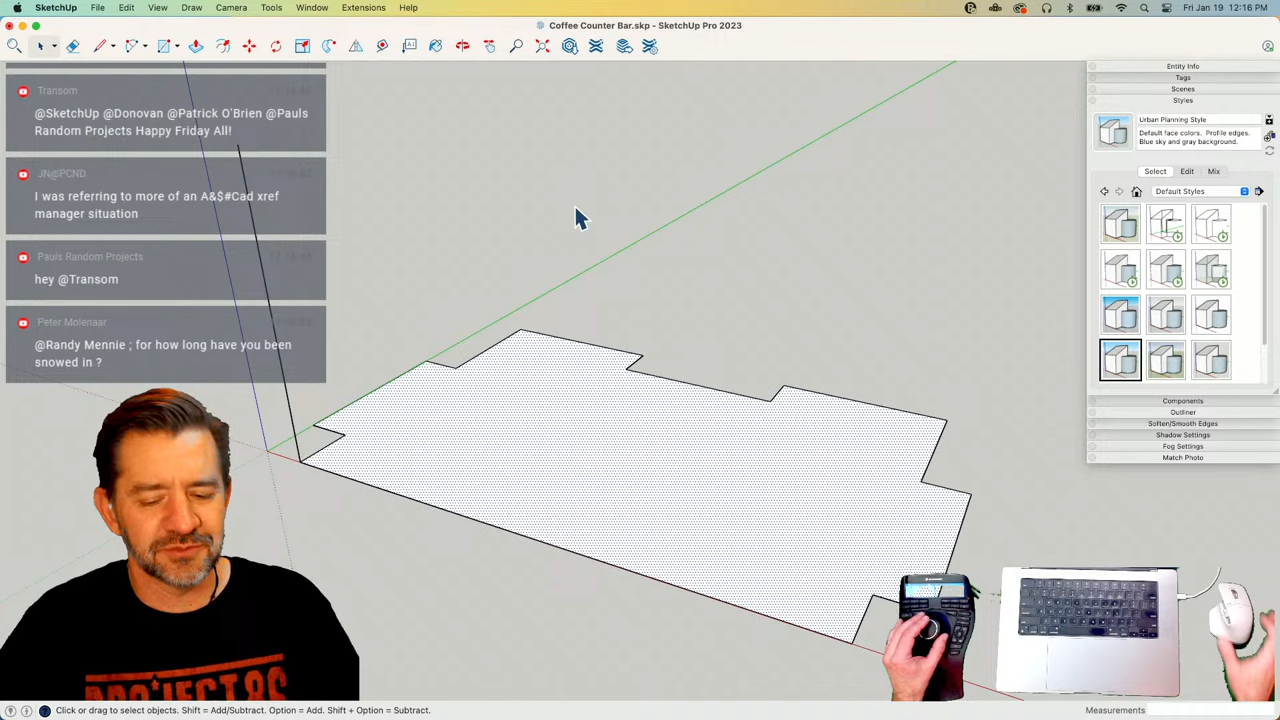 SketchUp File Edit View Draw Camera Tools Window Extensions Help
Fri Jan 19 12:16 PM
Coffee Counter Bar.skp - SketchUp Pro 2023
Transom
@SketchUp @Donovan @Patrick O'Brien @Pauls
Random Projects Happy Friday All!
JN@PCND
I was referring to more of an A&$#Cad xref
manager situation
Pauls Random Projects
hey @Transom
Peter Molenaar
@Randy Mennie ; for how long have you been
snowed in ?
Entity Info
Tags
Scenes
Styles
Urban Planning Style
Default face colors. Profile edges.
Blue sky and gray background.
Select Edit Mix
Default Styles
Components
Outliner
Soften/Smooth Edges
Shadow Settings
Fog Settings
Match Photo
Click or drag to select objects. Shift = Add/Subtract. Option = Add. Shift + Option = Subtract.
Measurements